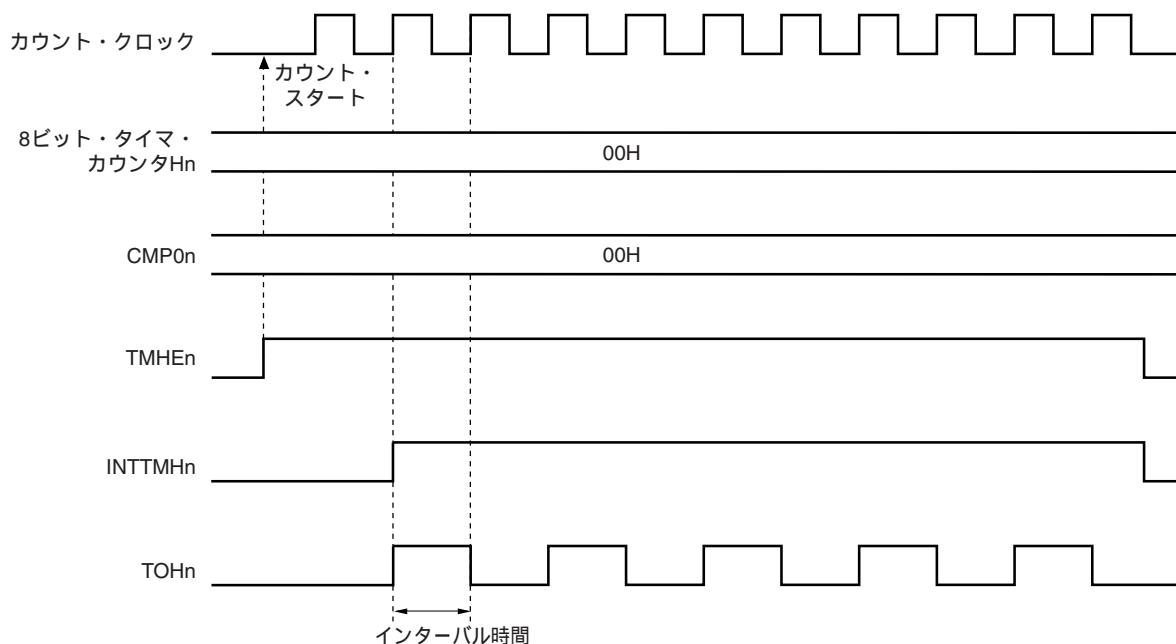 カウント・クロック
カウント・
スタート
8ビット・タイマ・
カウンタHn
00H
CMP0n
00H
TMHEn
INTTMHn
TOHn
インターバル時間